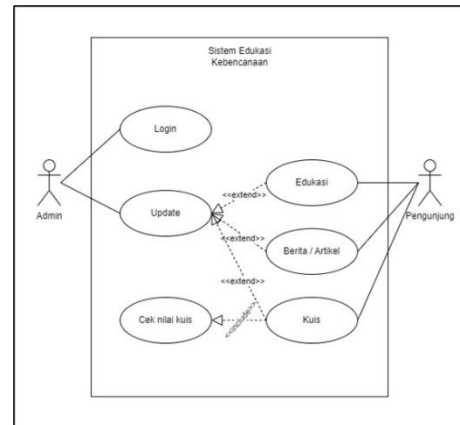 Sistem Edukasi
Kebencanaan
Login
Admin
Update
<<extend>>
Edukasi
Pengunjung
<<extend>>
Berita / Artikel
<<extend>>
Cek nilai kuis
<<include>>
Kuis